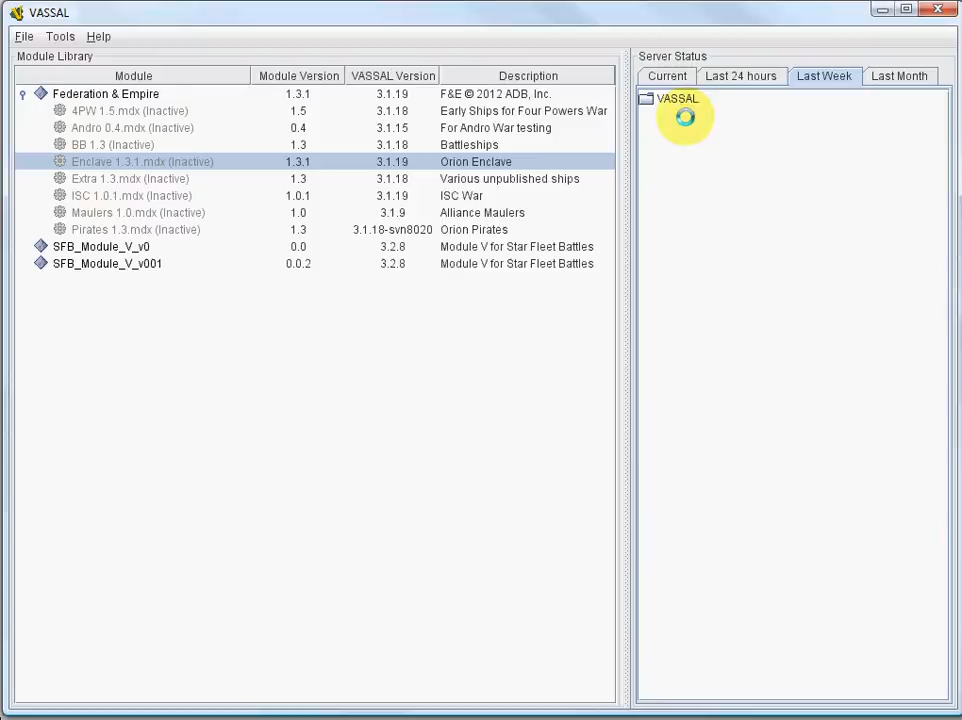 VASSAL
File Tools Help
Module Library
Module Module Version VASSAL Version Description
Federation & Empire 1.3.1 3.1.19 F&E © 2012 ADB, Inc.
4PW 1.5.mdx (Inactive) 1.5 3.1.18 Early Ships for Four Powers War
Andro 0.4.mdx (Inactive) 0.4 3.1.15 For Andro War testing
BB 1.3 (Inactive) 1.3 3.1.18 Battleships
Enclave 1.3.1.mdx (Inactive) 1.3.1 3.1.19 Orion Enclave
Extra 1.3.mdx (Inactive) 1.3 3.1.18 Various unpublished ships
ISC 1.0.1.mdx (Inactive) 1.0.1 3.1.19 ISC War
Maulers 1.0.mdx (Inactive) 1.0 3.1.9 Alliance Maulers
Pirates 1.3.mdx (Inactive) 1.3 3.1.18-svn8020 Orion Pirates
SFB_Module_V_v0 0.0 3.2.8 Module V for Star Fleet Battles
SFB_Module_V_v001 0.0.2 3.2.8 Module V for Star Fleet Battles
Server Status
Current Last 24 hours Last Week Last Month
VASSAL